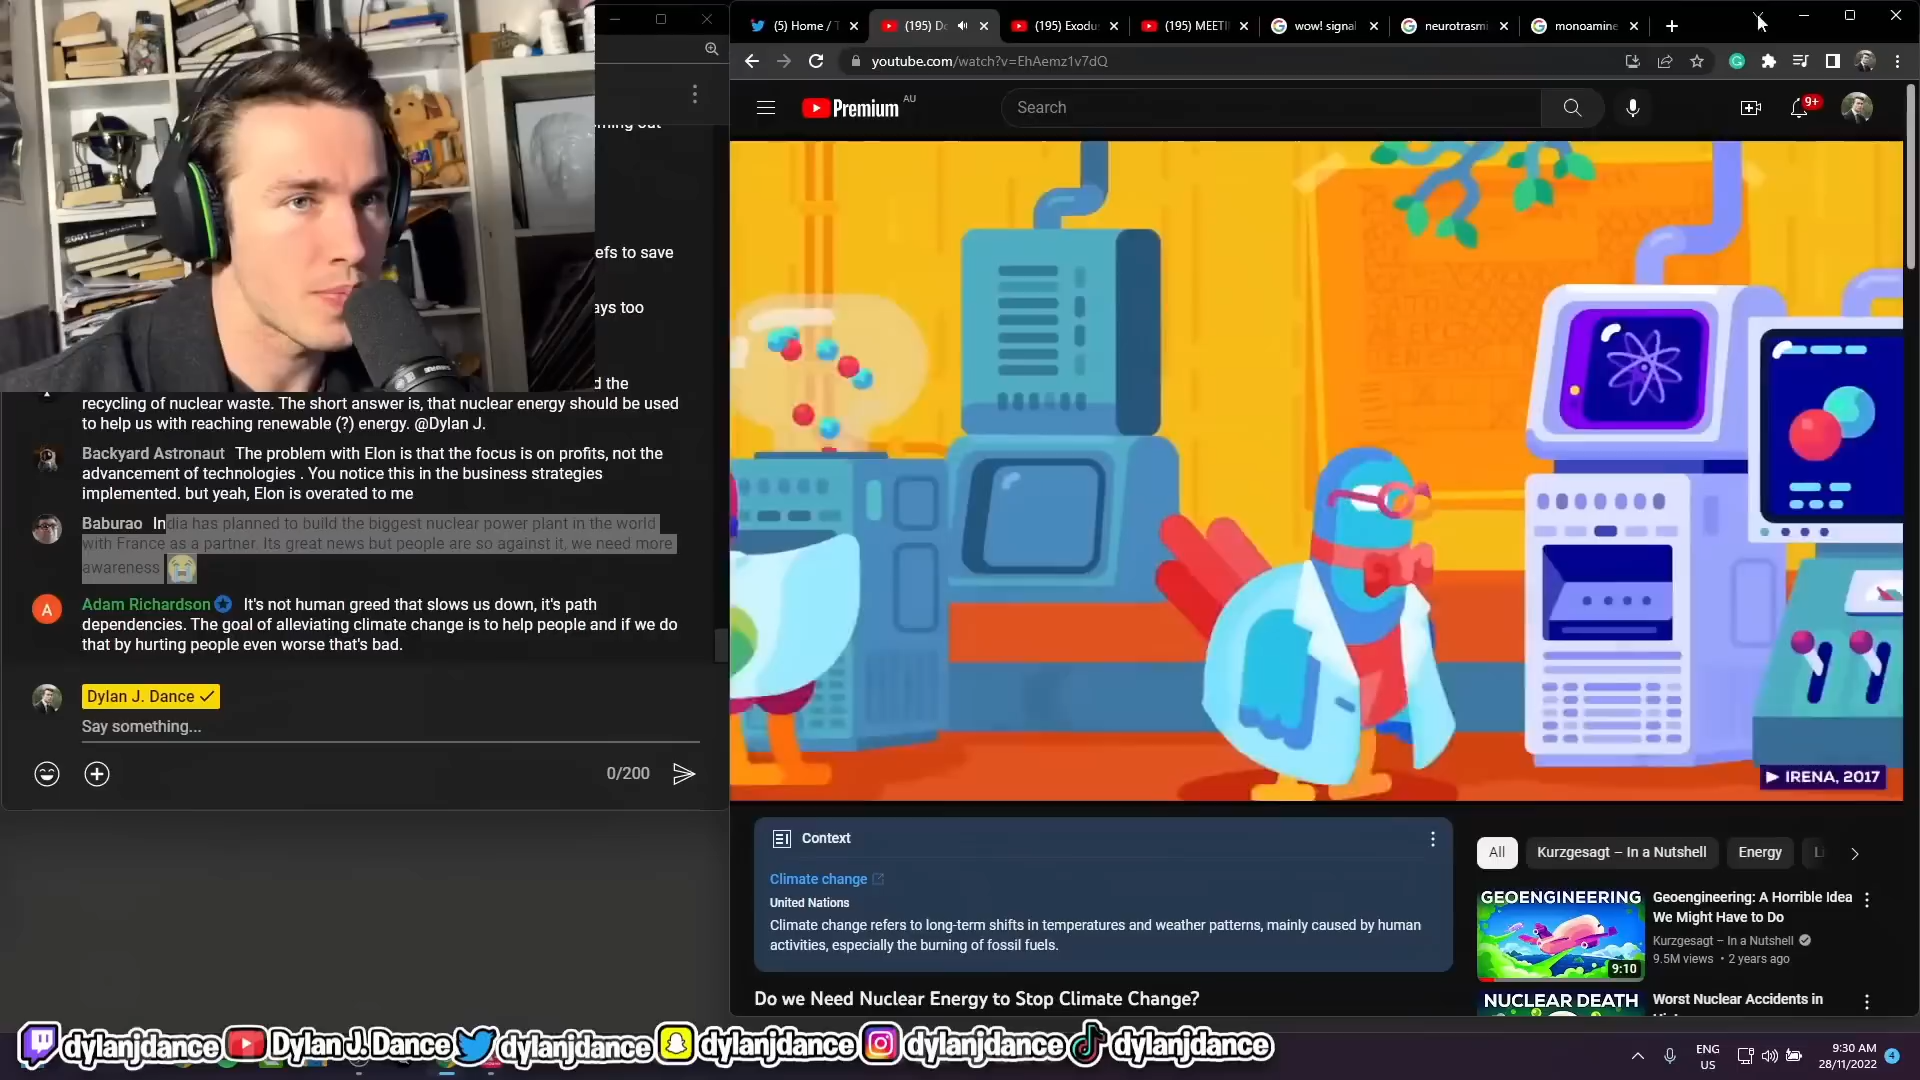 (5) Home / T
(195) Do
(195) Exodu
(195) MEETI
wow! signal
neurotrasmi
monoamine
youtube.com/watch?v=EhAemz1v7dQ
Premium AU
Search
9+
2001
efs to save
ays too
d the
recycling of nuclear waste. The short answer is, that nuclear energy should be used
to help us with reaching renewable (?) energy. @Dylan J.
Backyard Astronaut The problem with Elon is that the focus is on profits, not the
advancement of technologies . You notice this in the business strategies
implemented. but yeah, Elon is overated to me
Baburao India has planned to build the biggest nuclear power plant in the world
with France as a partner. Its great news but people are so against it, we need more
awareness
A
Adam Richardson It's not human greed that slows us down, it's path
dependencies. The goal of alleviating climate change is to help people and if we do
that by hurting people even worse that's bad.
Dylan J. Dance
Say something...
0/200
IRENA, 2017
Context
Climate change
United Nations
Climate change refers to long-term shifts in temperatures and weather patterns, mainly caused by human
activities, especially the burning of fossil fuels.
Do we Need Nuclear Energy to Stop Climate Change?
All
Kurzgesagt – In a Nutshell
Energy
GEOENGINEERING
9:10
Geoengineering: A Horrible Idea
We Might Have to Do
Kurzgesagt – In a Nutshell
9.5M views • 2 years ago
NUCLEAR DEATH
Worst Nuclear Accidents in
dylanjdance
Dylan J. Dance
dylanjdance
dylanjdance
dylanjdance
dylanjdance
ENG
US
9:30 AM
28/11/2022
4